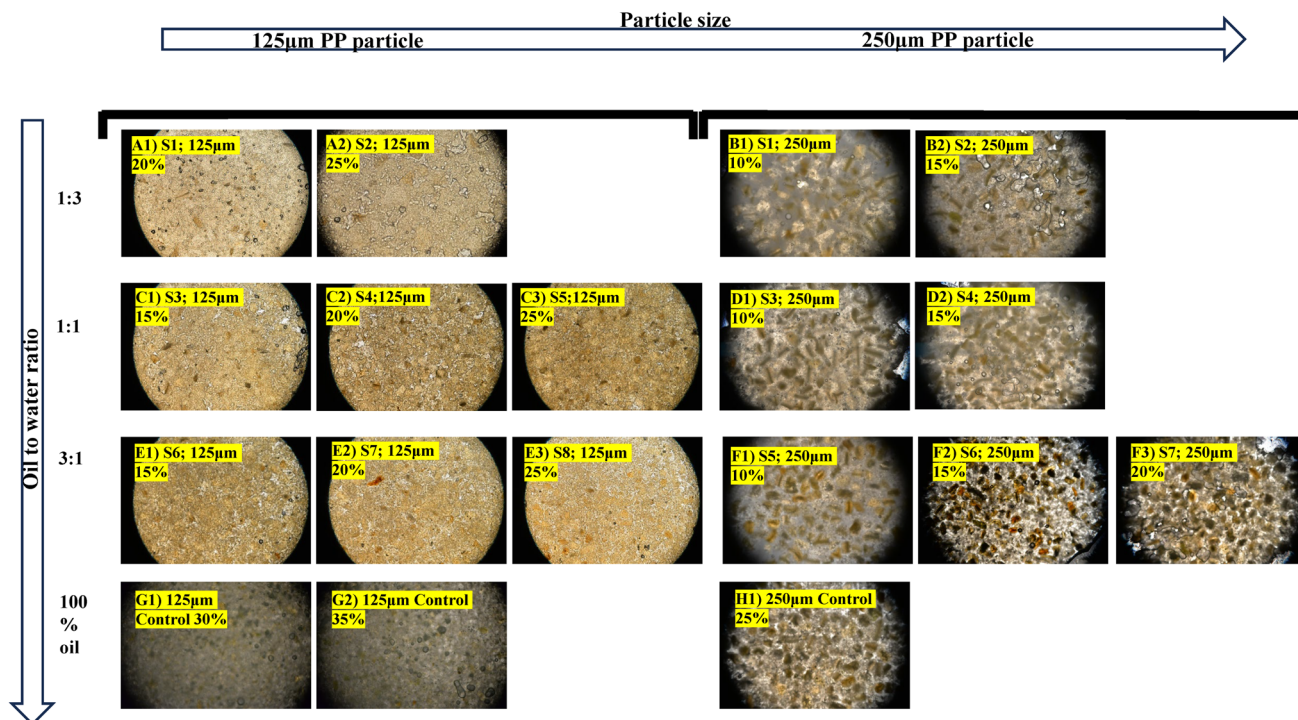 Particle size
125μm PP particle
250μm PP particle
Oil to water ratio
1:3
A1) S1; 125μm
20%
A2) S2; 125μm
25%
B1) S1; 250μm
10%
B2) S2; 250μm
15%
1:1
C1) S3; 125μm
15%
C2) S4;125μm
20%
C3) S5;125μm
25%
D1) S3; 250μm
10%
D2) S4; 250μm
15%
3:1
E1) S6; 125μm
15%
E2) S7; 125μm
20%
E3) S8; 125μm
25%
F1) S5; 250μm
10%
F2) S6; 250μm
15%
F3) S7; 250μm
20%
100
%
oil
G1) 125μm
Control 30%
G2) 125μm Control
35%
H1) 250μm Control
25%